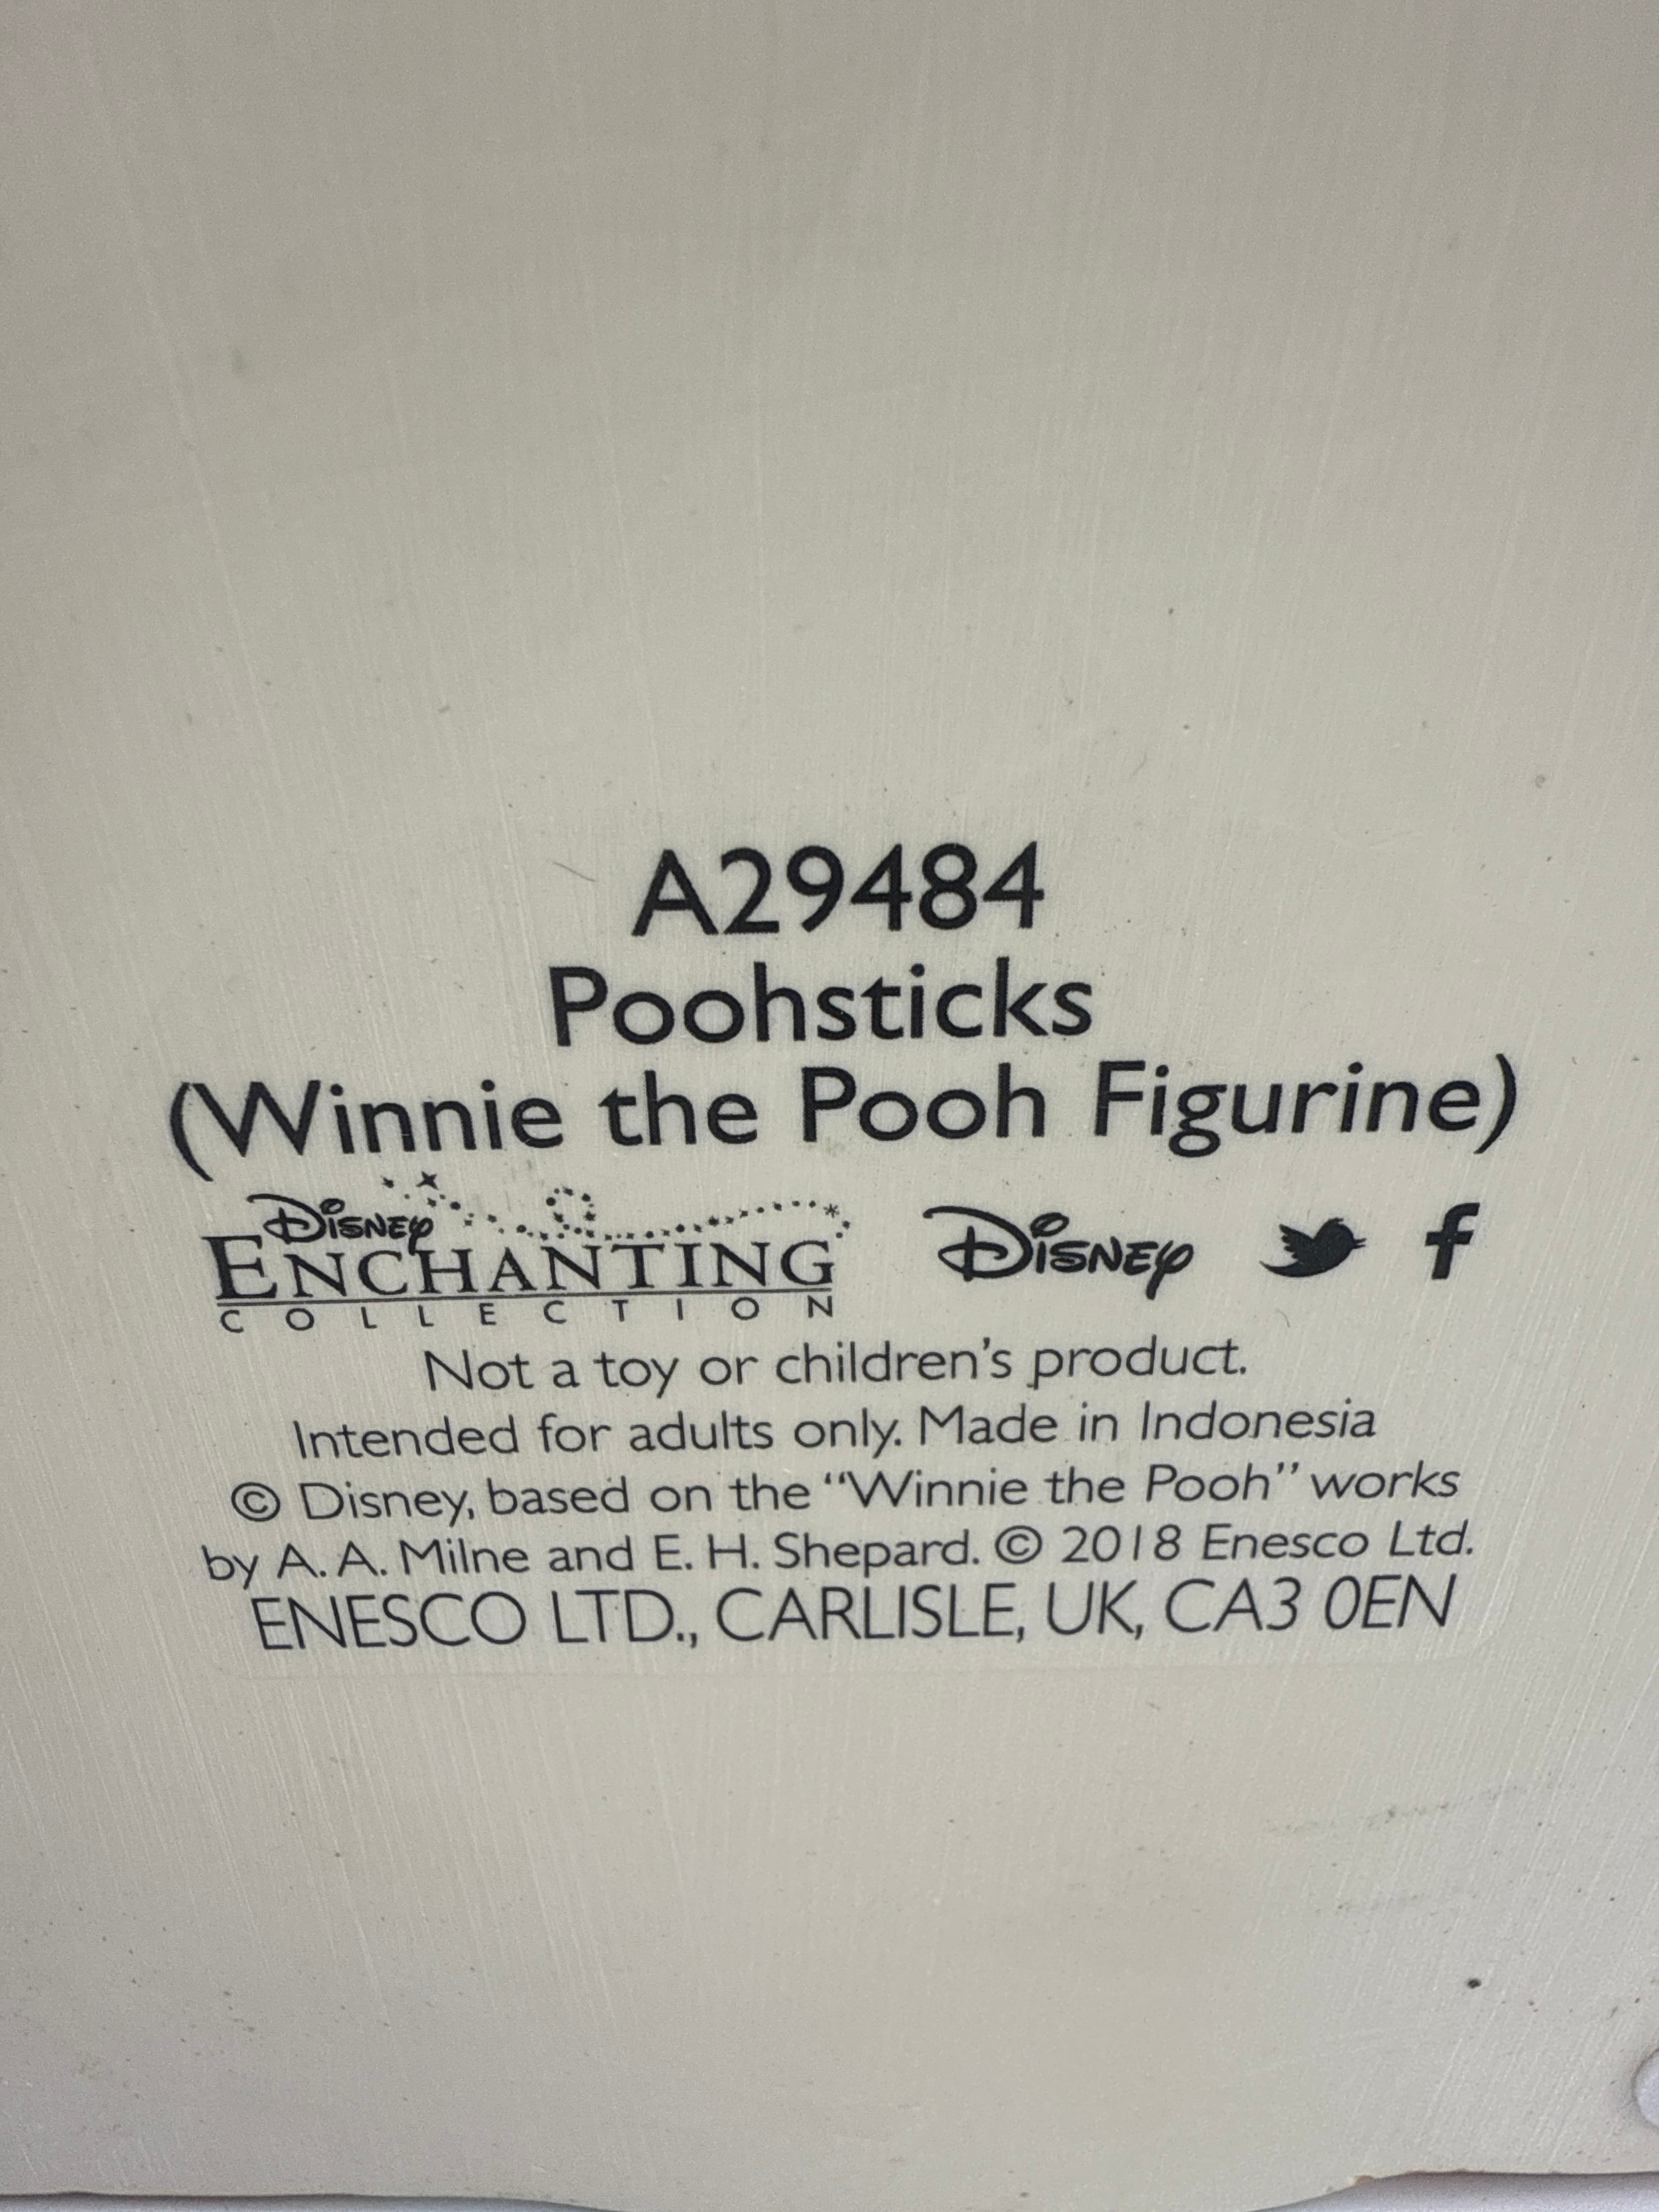 A29484
Poohsticks
(Winnie the Pooh Figurine)
Disney
ENCHANTING
COLLECTION
Disney
Not a toy or children's product.
Intended for adults only. Made in Indonesia
© Disney, based on the “Winnie the Pooh” works
by A. A. Milne and E. H. Shepard. © 2018 Enesco Ltd.
ENESCO LTD., CARLISLE, UK, CA3 0EN